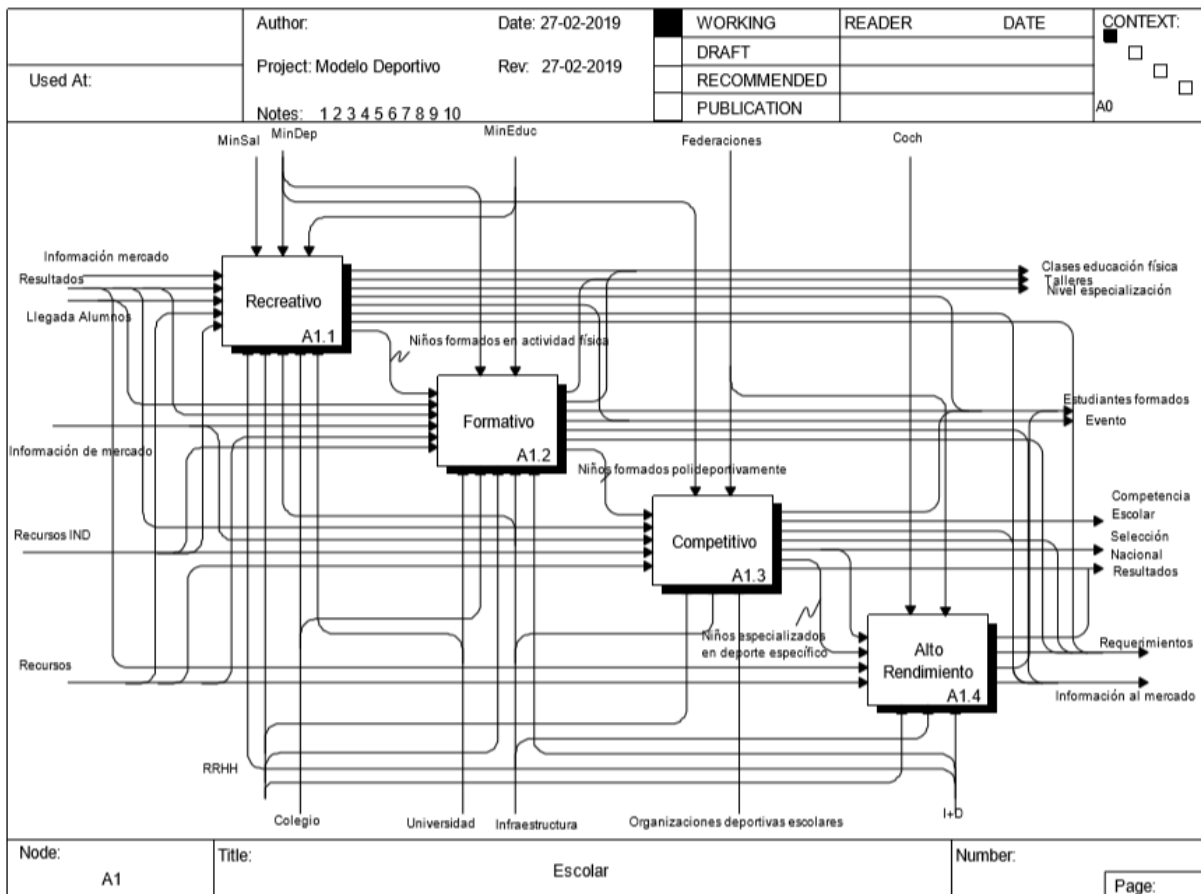 Author:
Date: 27-02-2019
WORKING
READER
DATE
CONTEXT:
DRAFT
Used At:
Project: Modelo Deportivo
Rev: 27-02-2019
RECOMMENDED
Notes: 1 2 3 4 5 6 7 8 9 10
PUBLICATION
A0
MinSal
MinDep
MinEduc
Federaciones
Coch
Información mercado
Resultados
Llegada Alumnos
Recreativo
A1.1
Clases educación física
Talleres
Nivel especialización
Niños formados en actividad física
Formativo
A1.2
Estudiantes formados
Evento
Información de mercado
Niños formados polideportivamente
Competencia
Escolar
Selección
Nacional
Resultados
Recursos IND
Competitivo
A1.3
Niños especializados
en deporte específico
Alto
Rendimiento
A1.4
Requerimientos
Información al mercado
Recursos
RRHH
Colegio
Universidad
Infraestructura
Organizaciones deportivas escolares
I+D
Node:
A1
Title:
Escolar
Number:
Page: